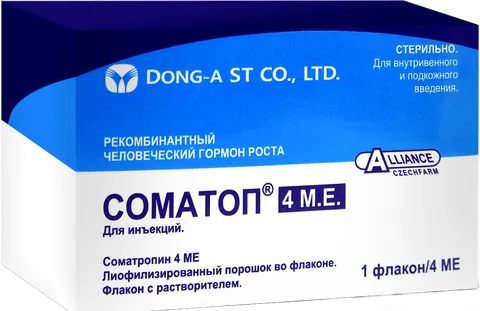 DONG-A ST CO., LTD.
СТЕРИЛЬНО.
Для внутривенного
и подкожного
введения.
РЕКОМБИНАНТНЫЙ
ЧЕЛОВЕЧЕСКИЙ ГОРМОН РОСТА
ALLIANCE
CZECHFARM
СОМАТОП® 4 М.Е.
Для инъекций.
Соматропин 4 МЕ
Лиофилизированный порошок во флаконе.
Флакон с растворителем.
1 флакон/4 МЕ